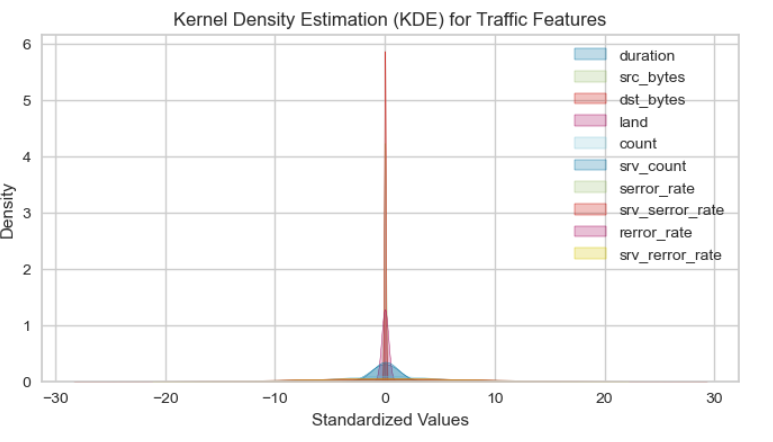 Kernel Density Estimation (KDE) for Traffic Features
6
5
4
3
2
1
0
Density
duration
src_bytes
dst_bytes
land
count
srv_count
serror_rate
srv_serror_rate
rerror_rate
srv_rerror_rate
−30
−20
−10
0
10
20
30
Standardized Values